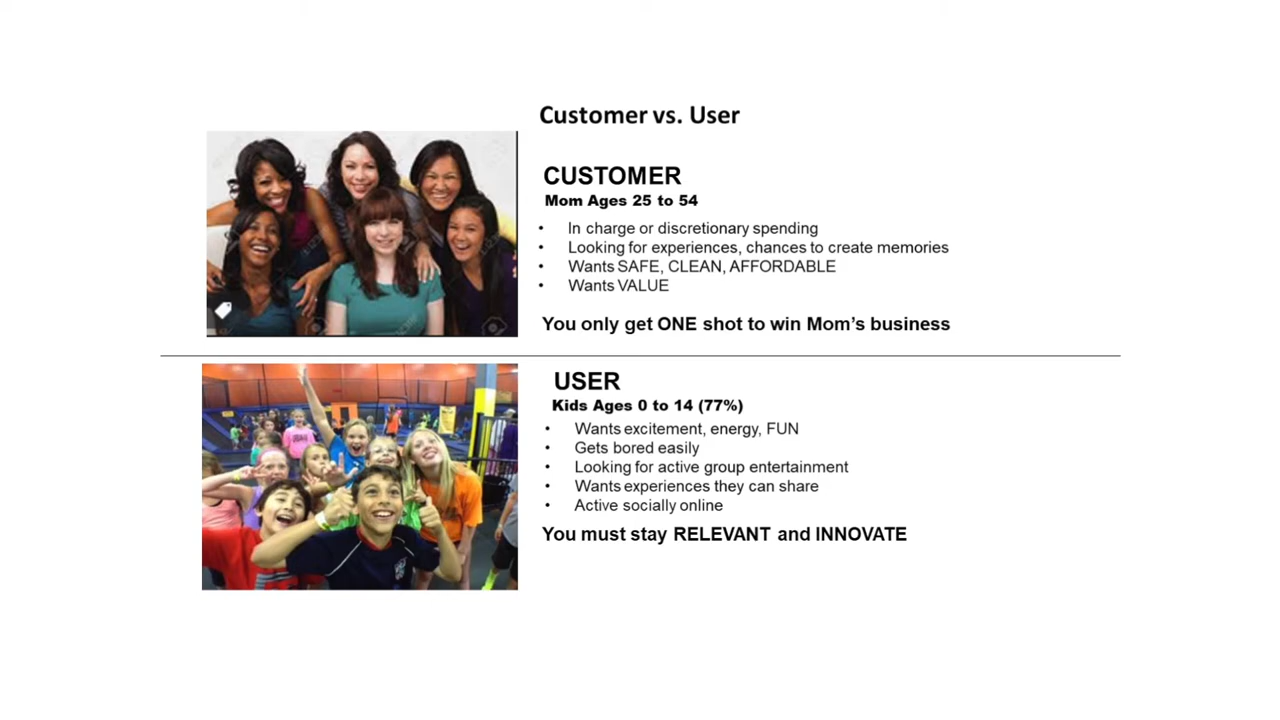 Customer vs. User
CUSTOMER
Mom Ages 25 to 54
• In charge or discretionary spending
• Looking for experiences, chances to create memories
• Wants SAFE, CLEAN, AFFORDABLE
• Wants VALUE
You only get ONE shot to win Mom's business
USER
Kids Ages 0 to 14 (77%)
• Wants excitement, energy, FUN
• Gets bored easily
• Looking for active group entertainment
• Wants experiences they can share
• Active socially online
You must stay RELEVANT and INNOVATE